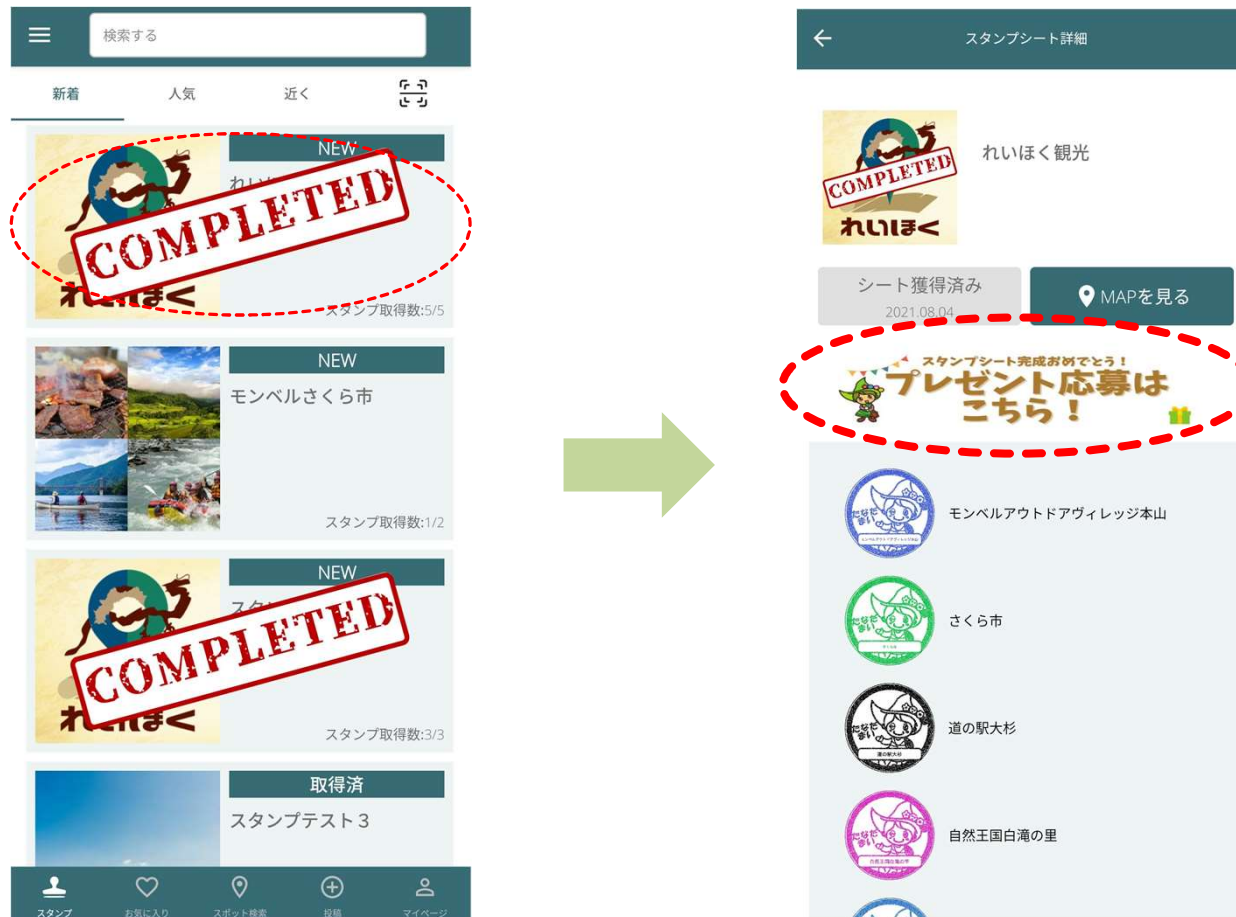 検索する
新着
人気
近く
NEW
COMPLETED
れいほく
スタンプ取得数:5/5
NEW
モンベルさくら市
スタンプ取得数:1/2
NEW
COMPLETED
れいほく
スタンプ取得数:3/3
取得済
スタンプテスト3
スタンプ
お気に入り
スポット検索
投稿
マイページ
スタンプシート詳細
COMPLETED
れいほく
れいほく観光
シート獲得済み
2021.08.04
MAPを見る
スタンプシート完成おめでとう!
プレゼント応募は
こちら!
モンベルアウトドアヴィレッジ本山
さくら市
道の駅大杉
自然王国白滝の里